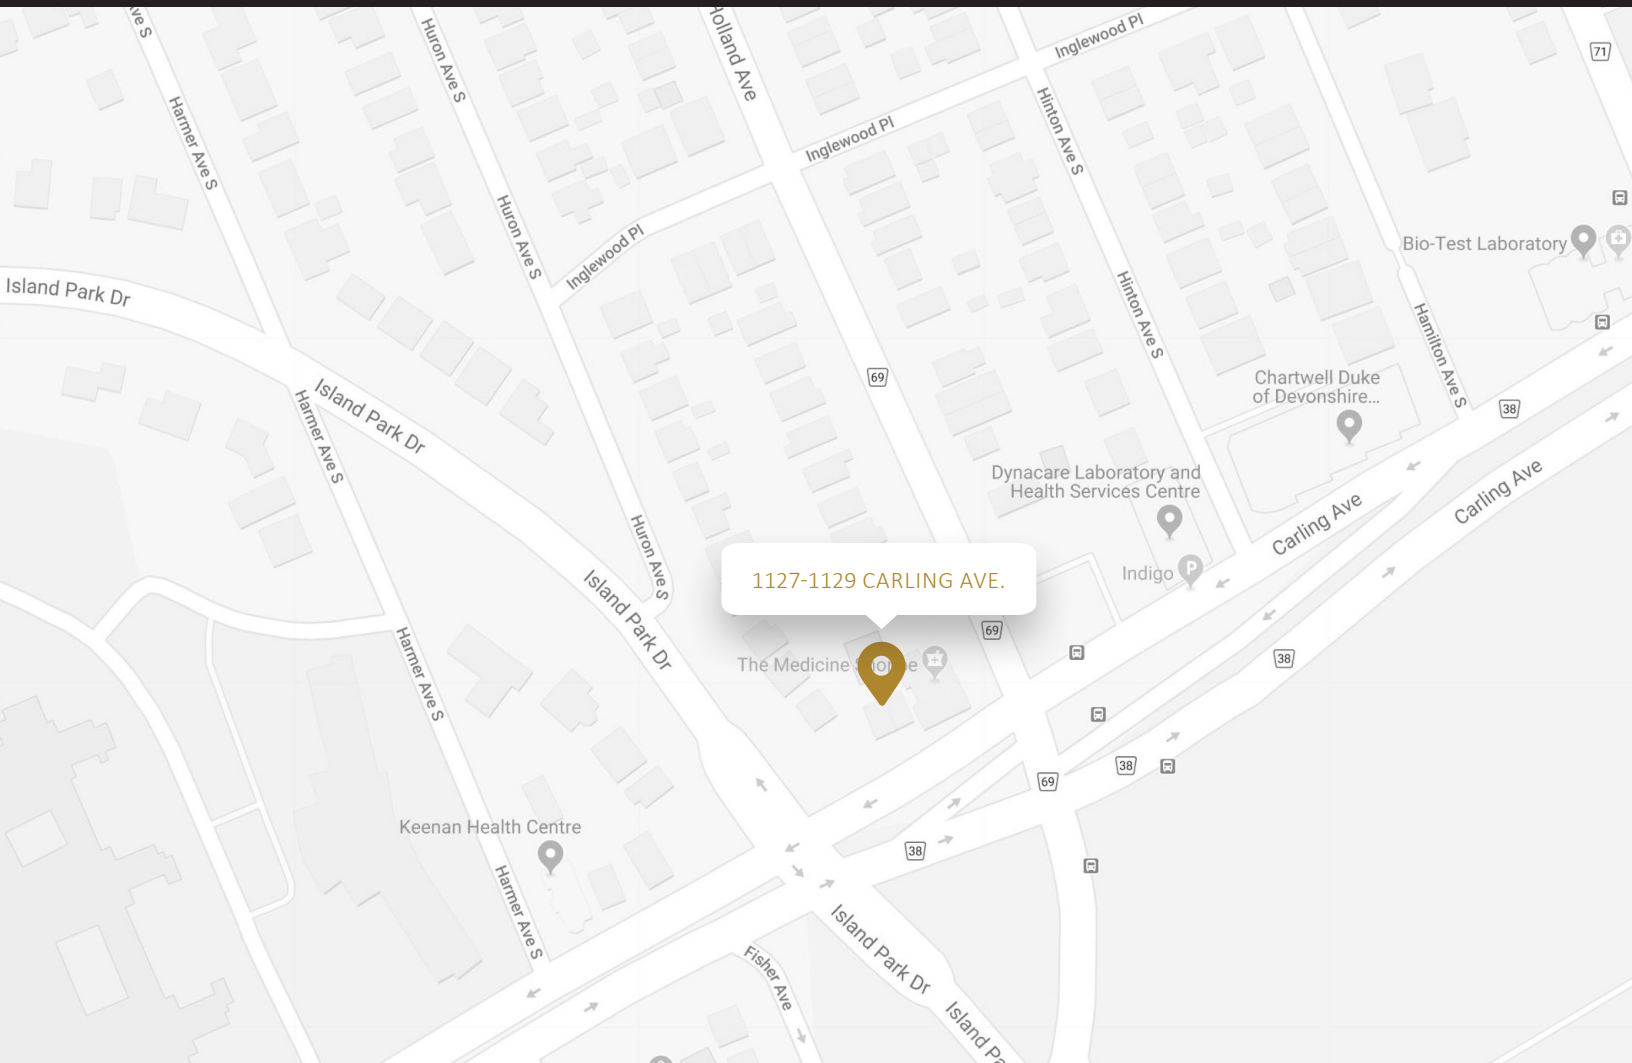 Harmer Ave S
Huron Ave S
Holland Ave
Inglewood Pl
71
Hinton Ave S
Inglewood Pl
Huron Ave S
Inglewood Pl
Bio-Test Laboratory
Island Park Dr
Hinton Ave S
Hamilton Ave S
69
Chartwell Duke
of Devonshire...
38
Island Park Dr
Harmer Ave S
Dynacare Laboratory and
Health Services Centre
Carling Ave
Carling Ave
Huron Ave S
1127-1129 CARLING AVE.
Indigo
P
Island Park Dr
69
The Medicine
38
Harmer Ave S
38
69
Keenan Health Centre
38
Harmer Ave S
Island Park Dr
Fisher Ave
Island